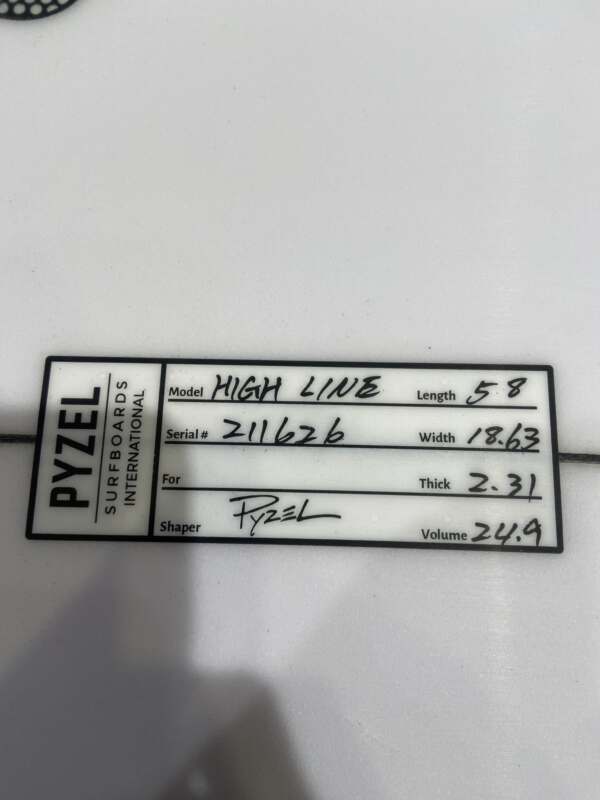 PYZEL
SURFBOARDS
INTERNATIONAL
Model HIGH LINE Length 5 8
Serial # 211626 Width 18.63
For Thick 2.31
Shaper PYZEL Volume 24.9